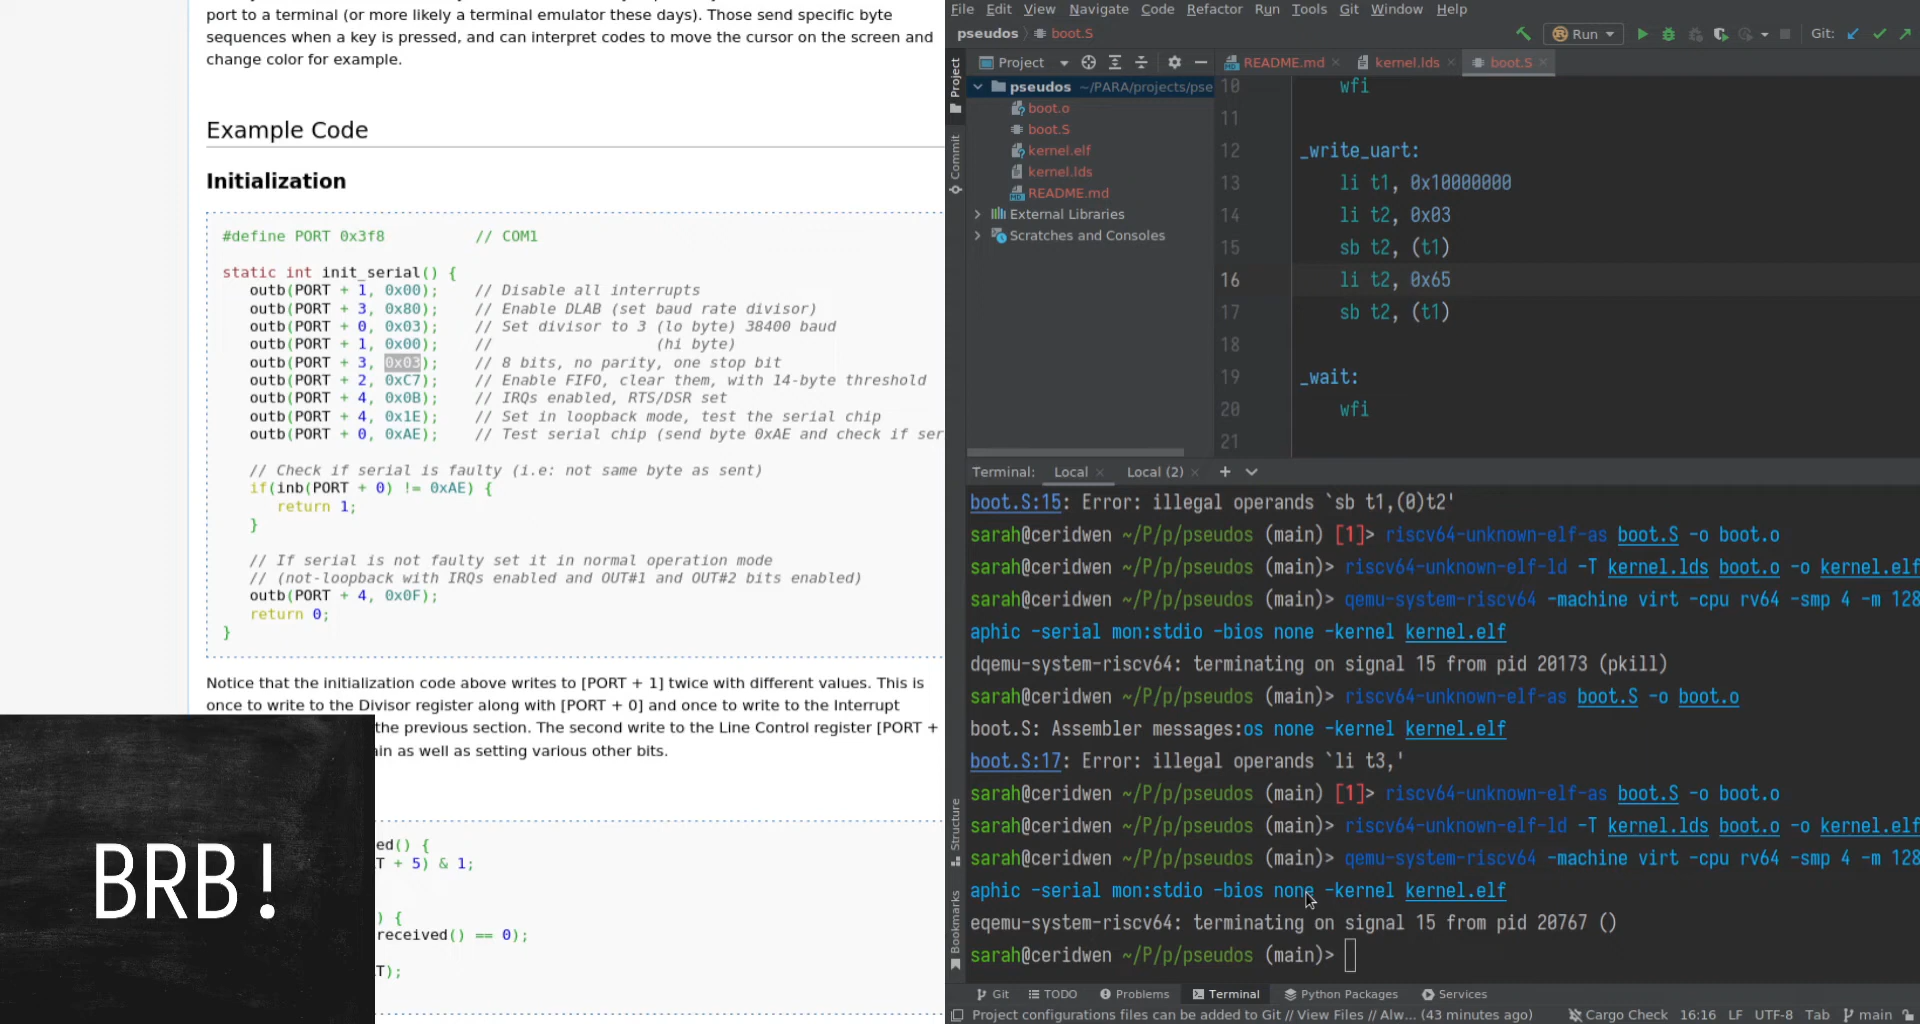 port to a terminal (or more likely a terminal emulator these days). Those send specific byte
sequences when a key is pressed, and can interpret codes to move the cursor on the screen and
change color for example.
Example Code
Initialization
#define PORT 0x3f8 // COM1
static int init_serial() {
outb(PORT + 1, 0x00); // Disable all interrupts
outb(PORT + 3, 0x80); // Enable DLAB (set baud rate divisor)
outb(PORT + 0, 0x03); // Set divisor to 3 (lo byte) 38400 baud
outb(PORT + 1, 0x00); // (hi byte)
outb(PORT + 3, 0x03); // 8 bits, no parity, one stop bit
outb(PORT + 2, 0xC7); // Enable FIFO, clear them, with 14-byte threshold
outb(PORT + 4, 0x0B); // IRQs enabled, RTS/DSR set
outb(PORT + 4, 0x1E); // Set in loopback mode, test the serial chip
outb(PORT + 0, 0xAE); // Test serial chip (send byte 0xAE and check if ser
// Check if serial is faulty (i.e: not same byte as sent)
if(inb(PORT + 0) != 0xAE) {
return 1;
}
// If serial is not faulty set it in normal operation mode
// (not-loopback with IRQs enabled and OUT#1 and OUT#2 bits enabled)
outb(PORT + 4, 0x0F);
return 0;
}
Notice that the initialization code above writes to [PORT + 1] twice with different values. This is
once to write to the Divisor register along with [PORT + 0] and once to write to the Interrupt
the previous section. The second write to the Line Control register [PORT +
ain as well as setting various other bits.
ed() {
T + 5) & 1;
) {
received() == 0);
T);
BRB!
File Edit View Navigate Code Refactor Run Tools Git Window Help
pseudos boot.S Run Git:
Project README.md kernel.lds boot.S
Project
Commit
Structure
Bookmarks
pseudos ~/PARA/projects/pse
boot.o
boot.S
kernel.elf
kernel.lds
README.md
External Libraries
Scratches and Consoles
10 wfi
11
12 _write_uart:
13 li t1, 0x10000000
14 li t2, 0x03
15 sb t2, (t1)
16 li t2, 0x65
17 sb t2, (t1)
18
19 _wait:
20 wfi
21
Terminal: Local Local (2)
boot.S:15: Error: illegal operands `sb t1,(0)t2'
sarah@ceridwen ~/P/p/pseudos (main) [1]> riscv64-unknown-elf-as boot.S -o boot.o
sarah@ceridwen ~/P/p/pseudos (main)> riscv64-unknown-elf-ld -T kernel.lds boot.o -o kernel.elf
sarah@ceridwen ~/P/p/pseudos (main)> qemu-system-riscv64 -machine virt -cpu rv64 -smp 4 -m 128
aphic -serial mon:stdio -bios none -kernel kernel.elf
dqemu-system-riscv64: terminating on signal 15 from pid 20173 (pkill)
sarah@ceridwen ~/P/p/pseudos (main)> riscv64-unknown-elf-as boot.S -o boot.o
boot.S: Assembler messages:os none -kernel kernel.elf
boot.S:17: Error: illegal operands `li t3,'
sarah@ceridwen ~/P/p/pseudos (main) [1]> riscv64-unknown-elf-as boot.S -o boot.o
sarah@ceridwen ~/P/p/pseudos (main)> riscv64-unknown-elf-ld -T kernel.lds boot.o -o kernel.elf
sarah@ceridwen ~/P/p/pseudos (main)> qemu-system-riscv64 -machine virt -cpu rv64 -smp 4 -m 128
aphic -serial mon:stdio -bios none -kernel kernel.elf
eqemu-system-riscv64: terminating on signal 15 from pid 20767 ()
sarah@ceridwen ~/P/p/pseudos (main)>
Git TODO Problems Terminal Python Packages Services
Project configurations files can be added to Git // View Files // Alw... (43 minutes ago) Cargo Check 16:16 LF UTF-8 Tab main